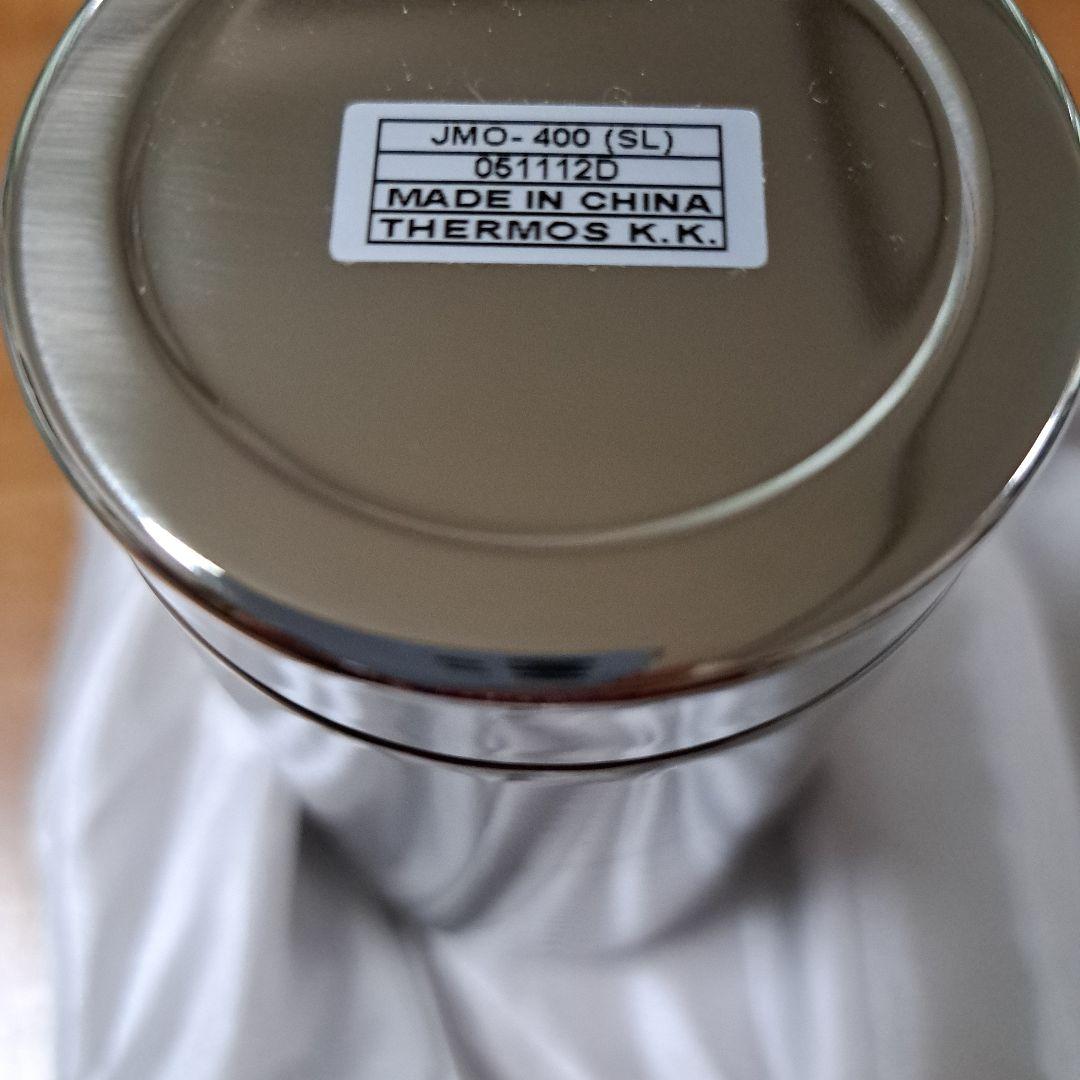 JMO- 400 (SL)
051112D
MADE IN CHINA
THERMOS K.K.